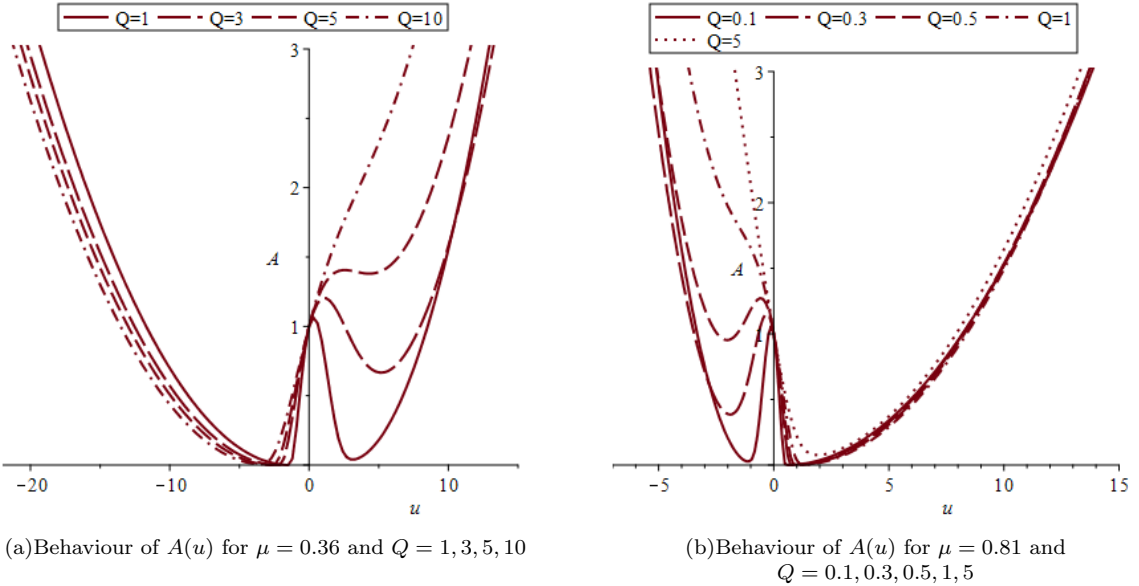 Q=1 Q=3 Q=5 Q=10
3
2
A
1
−20 −10 0 10
u
(a)Behaviour of A(u) for μ = 0.36 and Q = 1, 3, 5, 10
Q=0.1 Q=0.3 Q=0.5 Q=1
Q=5
3
2
A
1
−5 0 5 10 15
u
(b)Behaviour of A(u) for μ = 0.81 and
Q = 0.1, 0.3, 0.5, 1, 5